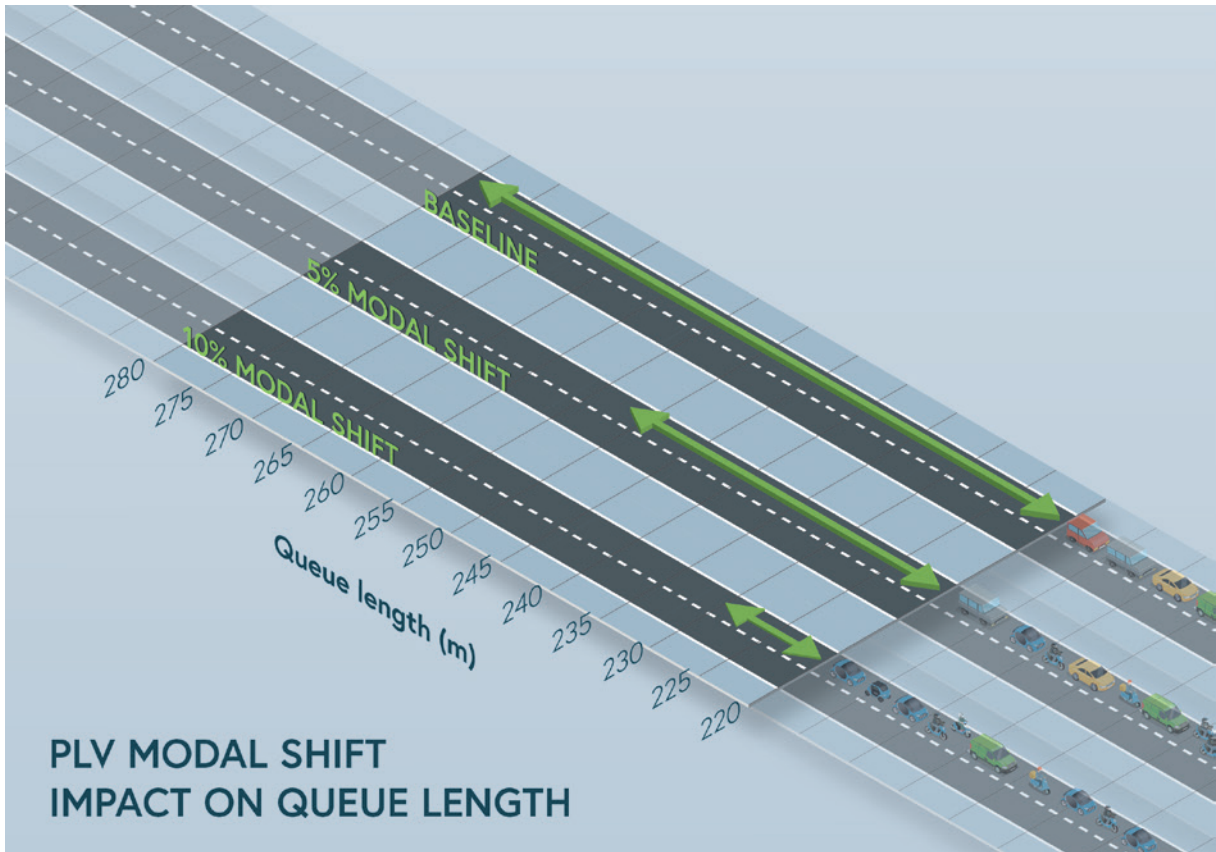 BASELINE
5% MODAL SHIFT
10% MODAL SHIFT
280
275
270
265
260
255
250
245
240
235
230
225
220
Queue length (m)
PLV MODAL SHIFT
IMPACT ON QUEUE LENGTH